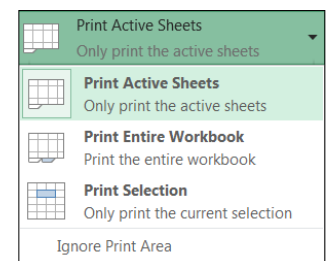 Print Active Sheets
Only print the active sheets
Print Active Sheets
Only print the active sheets
Print Entire Workbook
Print the entire workbook
Print Selection
Only print the current selection
Ignore Print Area